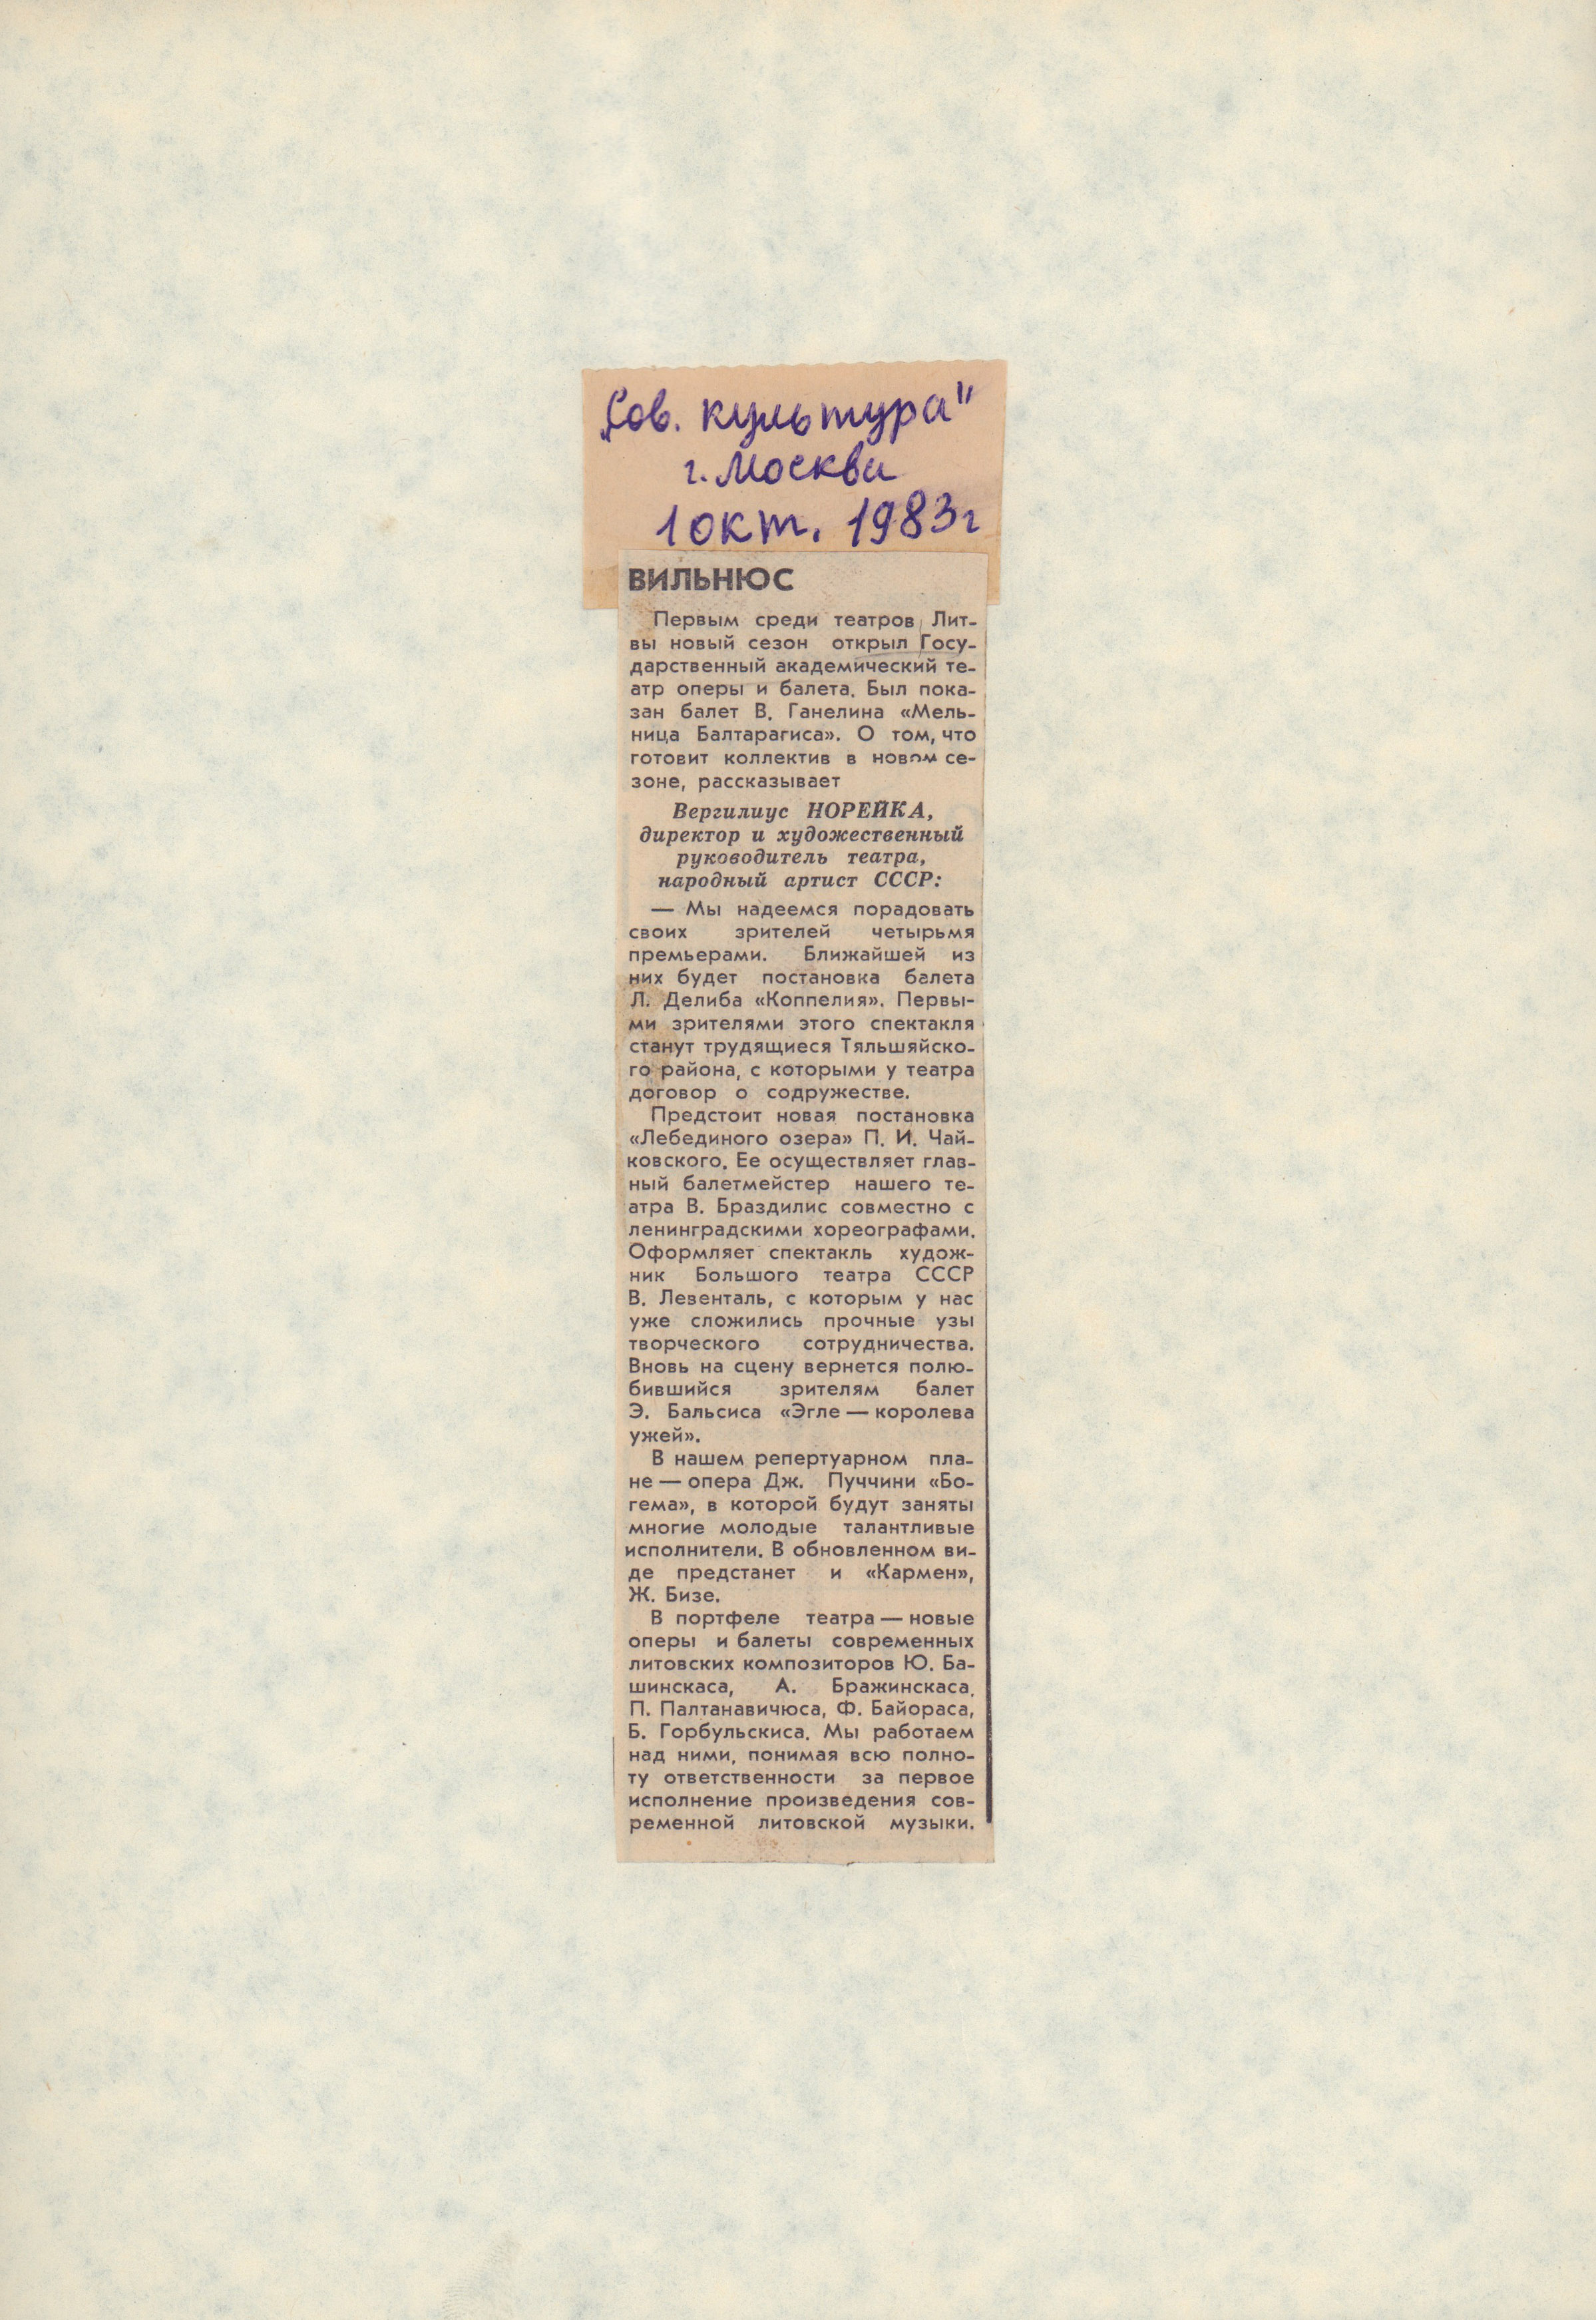 „Сов. культура"
г. Москва
1 окт. 1983г
ВИЛЬНЮС
Первым среди театров Лит-
вы новый сезон открыл Госу-
дарственный академический те-
атр оперы и балета. Был пока-
зан балет В. Ганелина «Мель-
ница Балтарагиса». О том, что
готовит коллектив в новом се-
зоне, рассказывает
Вергилиус НОРЕЙКА,
директор и художественный
руководитель театра,
народный артист СССР:
— Мы надеемся порадовать
своих зрителей четырьмя
премьерами. Ближайшей из
них будет постановка балета
Л. Делиба «Коппелия». Первы-
ми зрителями этого спектакля
станут трудящиеся Тяльшяйско-
го района, с которыми у театра
договор о содружестве.
Предстоит новая постановка
«Лебединого озера» П. И. Чай-
ковского. Ее осуществляет глав-
ный балетмейстер нашего те-
атра В. Браздилис совместно с
ленинградскими хореографами.
Оформляет спектакль худож-
ник Большого театра СССР
В. Левенталь, с которым у нас
уже сложились прочные узы
творческого сотрудничества.
Вновь на сцену вернется полю-
бившийся зрителям балет
Э. Бальсиса «Эгле — королева
ужей».
В нашем репертуарном пла-
не — опера Дж. Пуччини «Бо-
гема», в которой будут заняты
многие молодые талантливые
исполнители. В обновленном ви-
де предстанет и «Кармен»,
Ж. Бизе.
В портфеле театра — новые
оперы и балеты современных
литовских композиторов Ю. Ба-
шинскаса, А. Бражинскаса,
П. Палтанавичюса, Ф. Байораса,
Б. Горбульскиса. Мы работаем
над ними, понимая всю полно-
ту ответственности за первое
исполнение произведения сов-
ременной литовской музыки.